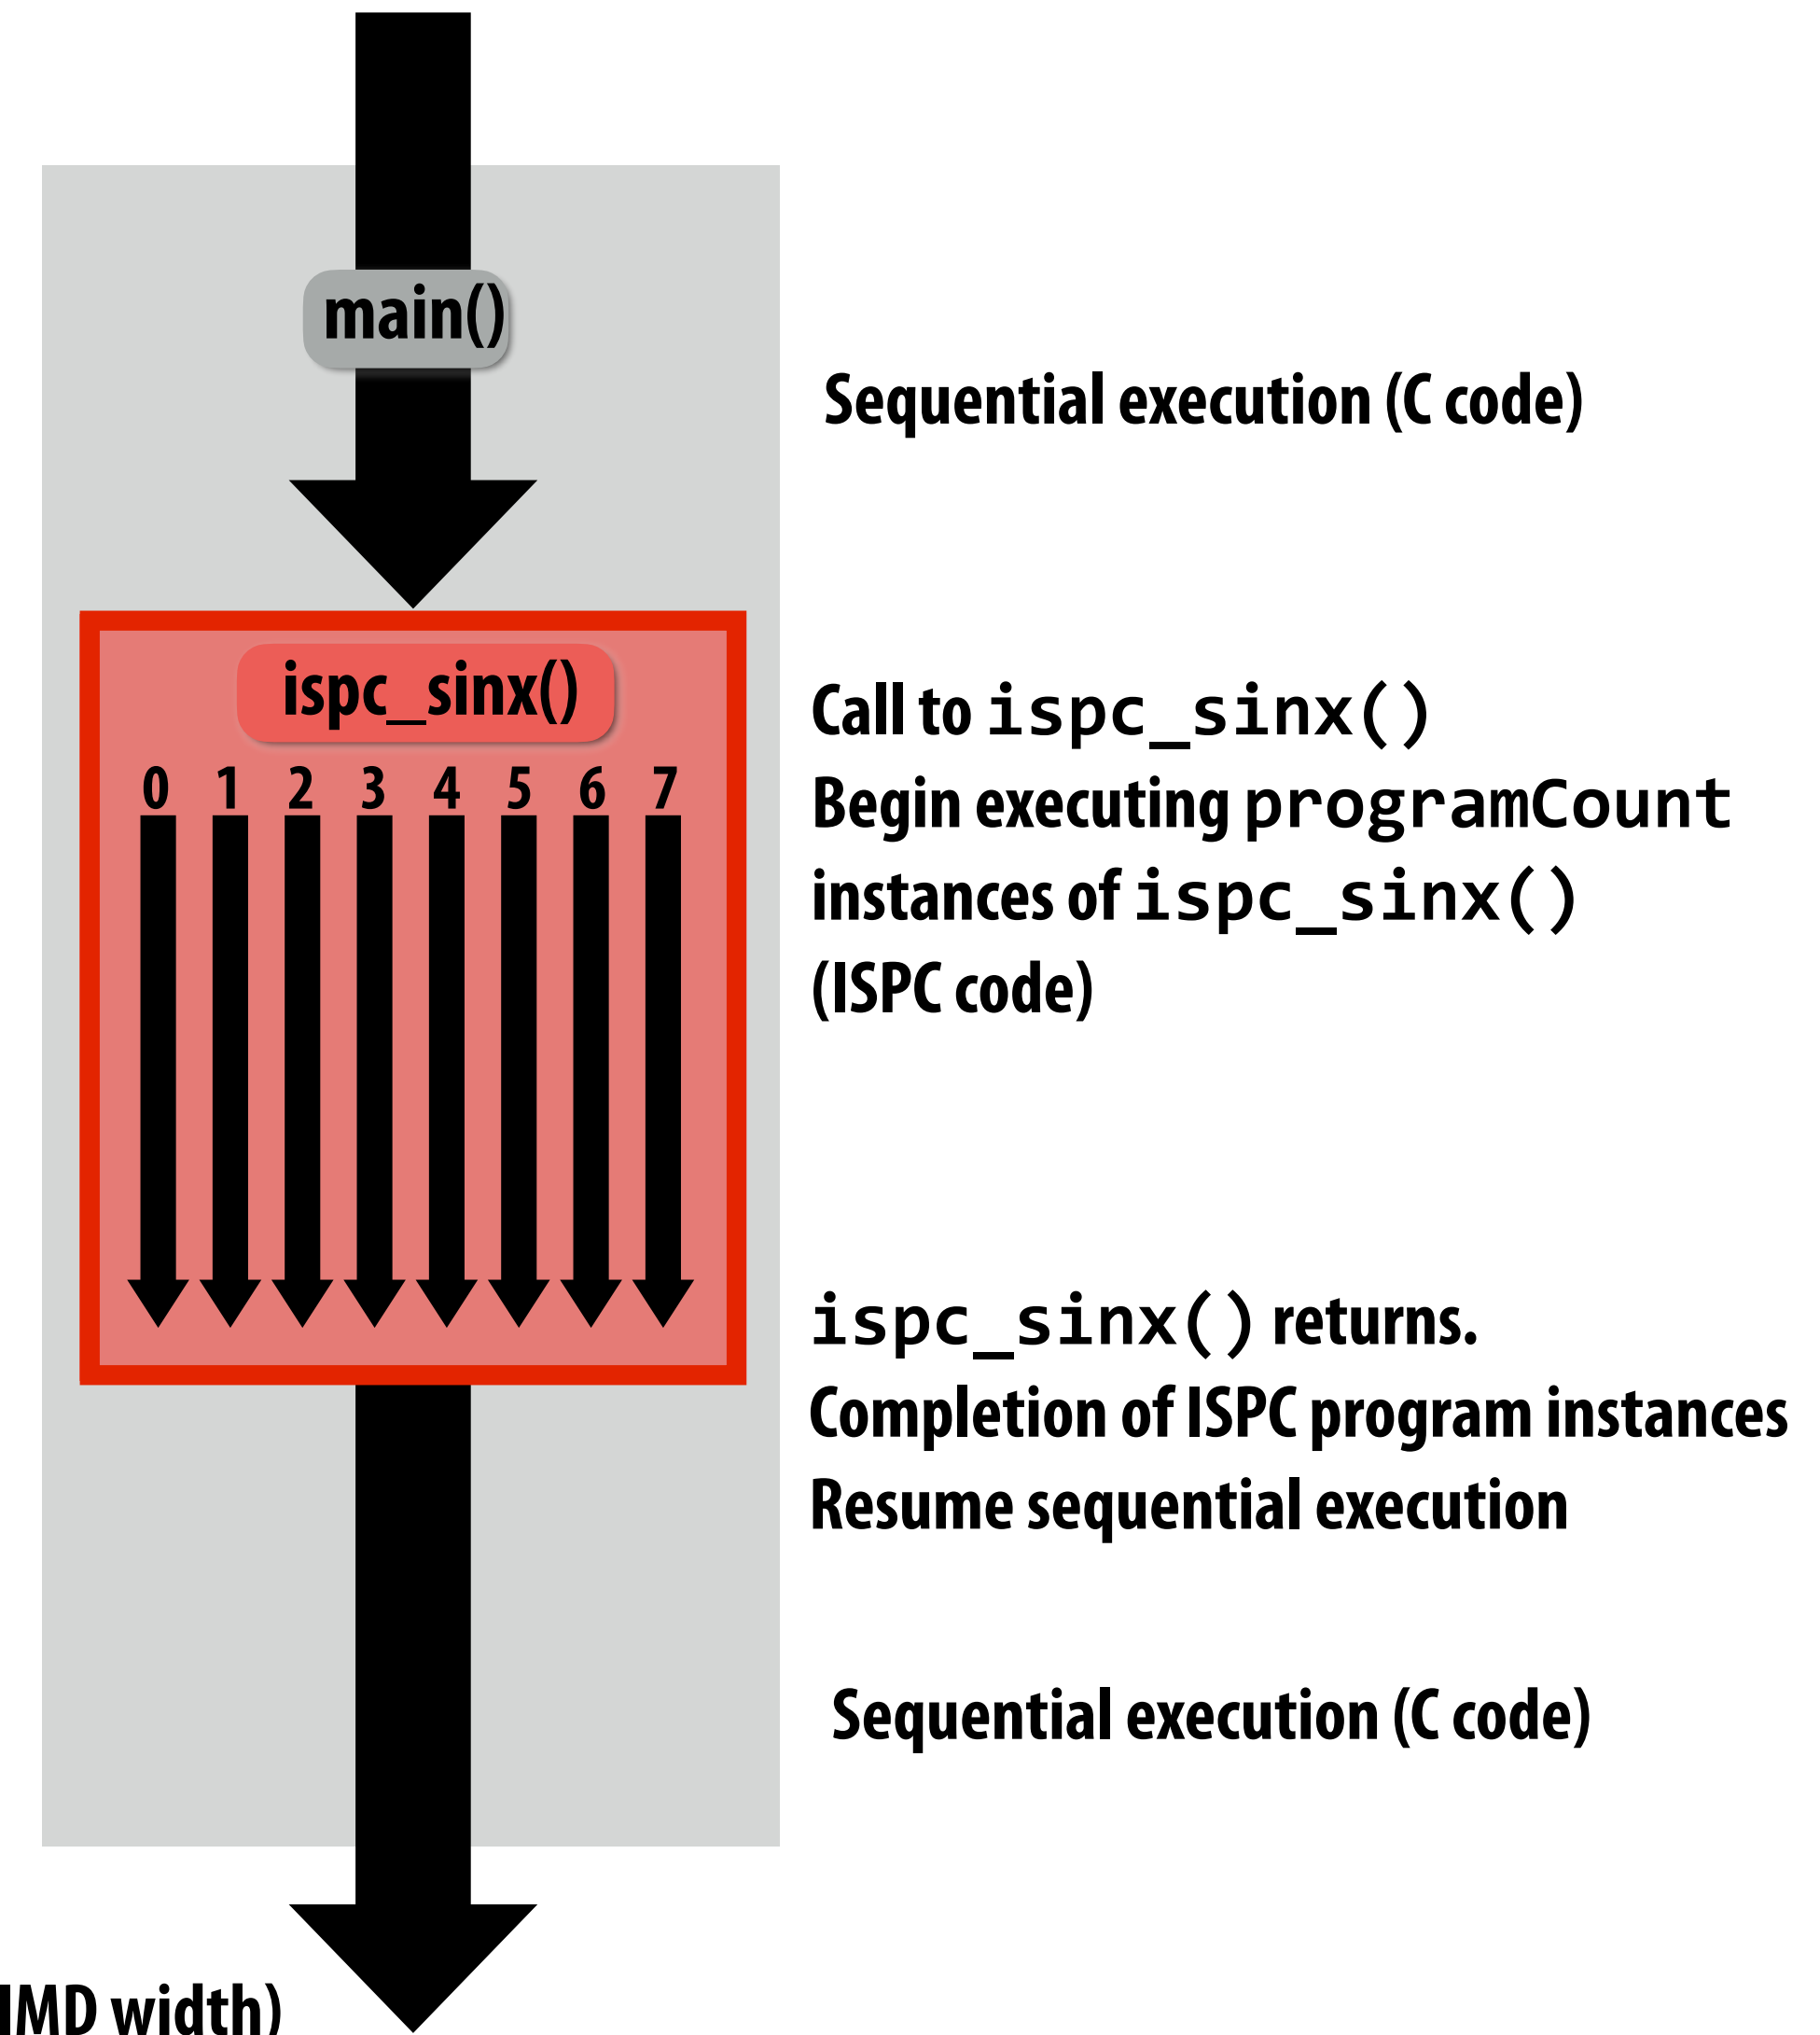 main()
Sequential execution (C code)
ispc_sinx()
0 1 2 3 4 5 6 7
Call to ispc_sinx()
Begin executing programCount
instances of ispc_sinx()
(ISPC code)
ispc_sinx() returns.
Completion of ISPC program instances
Resume sequential execution
Sequential execution (C code)
IMD width)